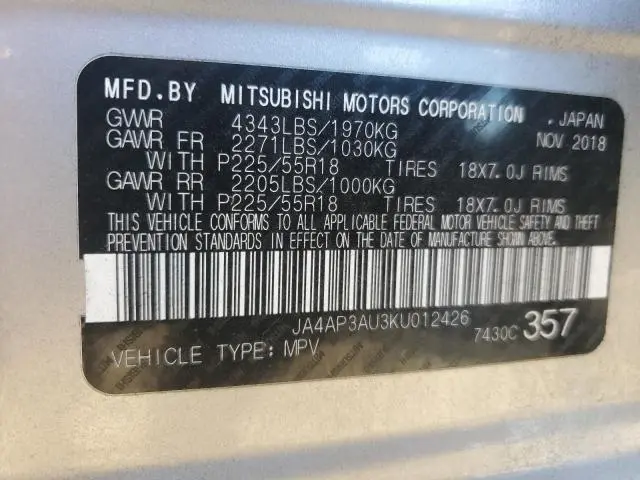 MFD.BY MITSUBISHI MOTORS CORPORATION . JAPAN
GVWR 4343LBS/1970KG NOV 2018
GAWR FR 2271LBS/1030KG
WITH P225/55R18 TIRES 18X7.0J RIMS
GAWR RR 2205LBS/1000KG
WITH P225/55R18 TIRES 18X7.0J RIMS
THIS VEHICLE CONFORMS TO ALL APPLICABLE FEDERAL MOTOR VEHICLE SAFETY AND THEFT
PREVENTION STANDARDS IN EFFECT ON THE DATE OF MANUFACTURE SHOWN ABOVE.
JA4AP3AU3KU012426
VEHICLE TYPE: MPV 7430C 357